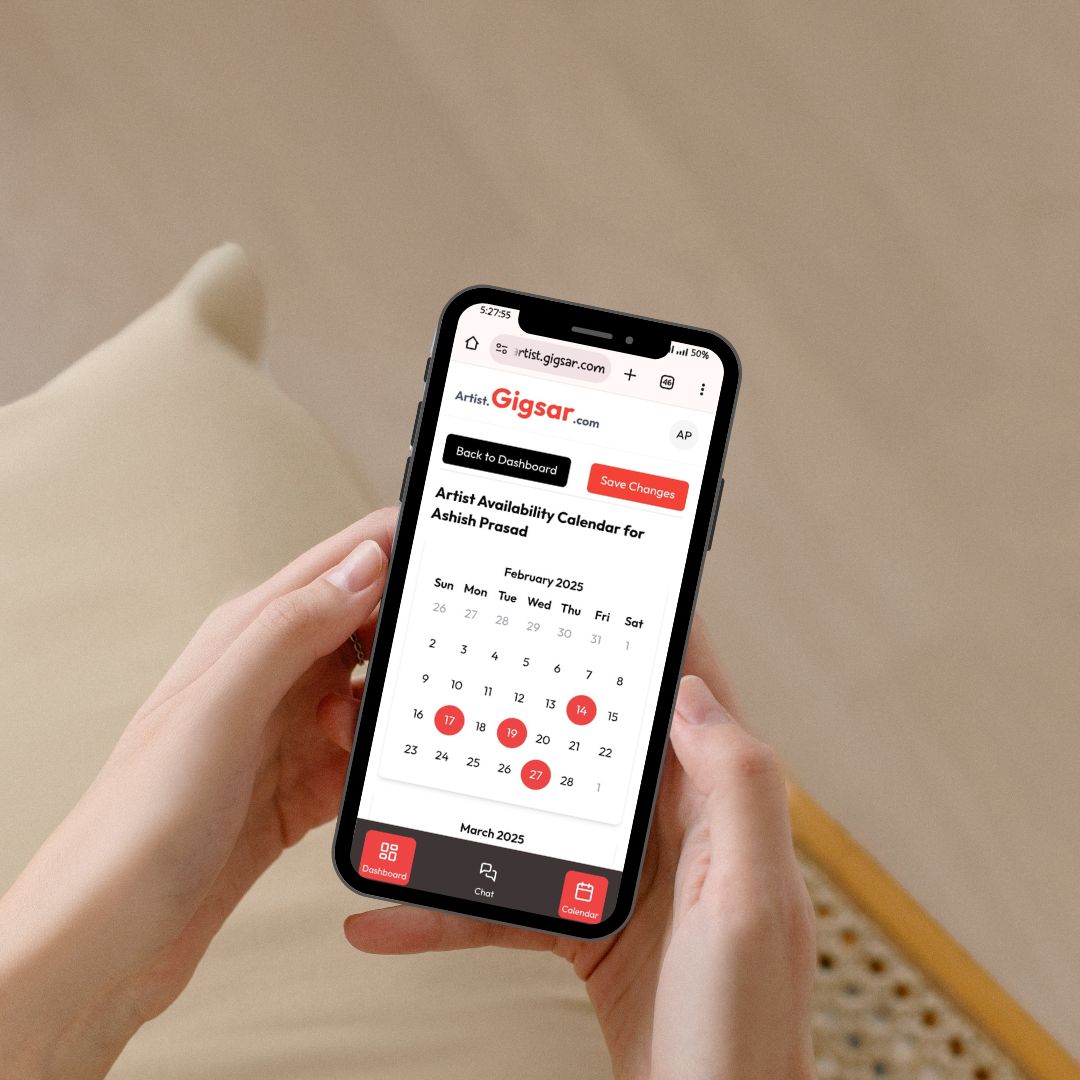 5:27:55
50%
artist.gigsar.com
46
Artist.Gigsar.com
AP
Back to Dashboard
Save Changes
Artist Availability Calendar for
Ashish Prasad
February 2025
Sun Mon Tue Wed Thu Fri Sat
26 27 28 29 30 31 1
2 3 4 5 6 7 8
9 10 11 12 13 14 15
16 17 18 19 20 21 22
23 24 25 26 27 28 1
March 2025
Dashboard
Chat
Calendar